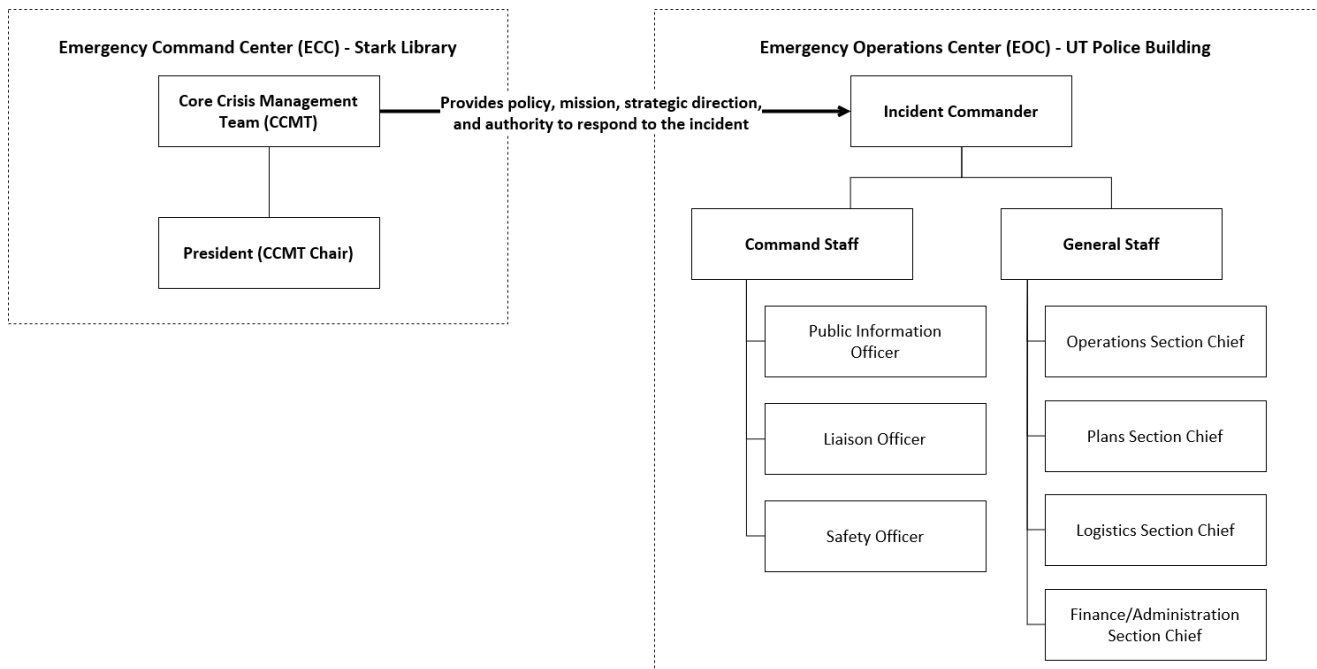 Emergency Command Center (ECC) - Stark Library
Core Crisis Management
Team (CCMT)
President (CCMT Chair)
Provides policy, mission, strategic direction,
and authority to respond to the incident
Emergency Operations Center (EOC) - UT Police Building
Incident Commander
Command Staff
Public Information
Officer
Liaison Officer
Safety Officer
General Staff
Operations Section Chief
Plans Section Chief
Logistics Section Chief
Finance/Administration
Section Chief